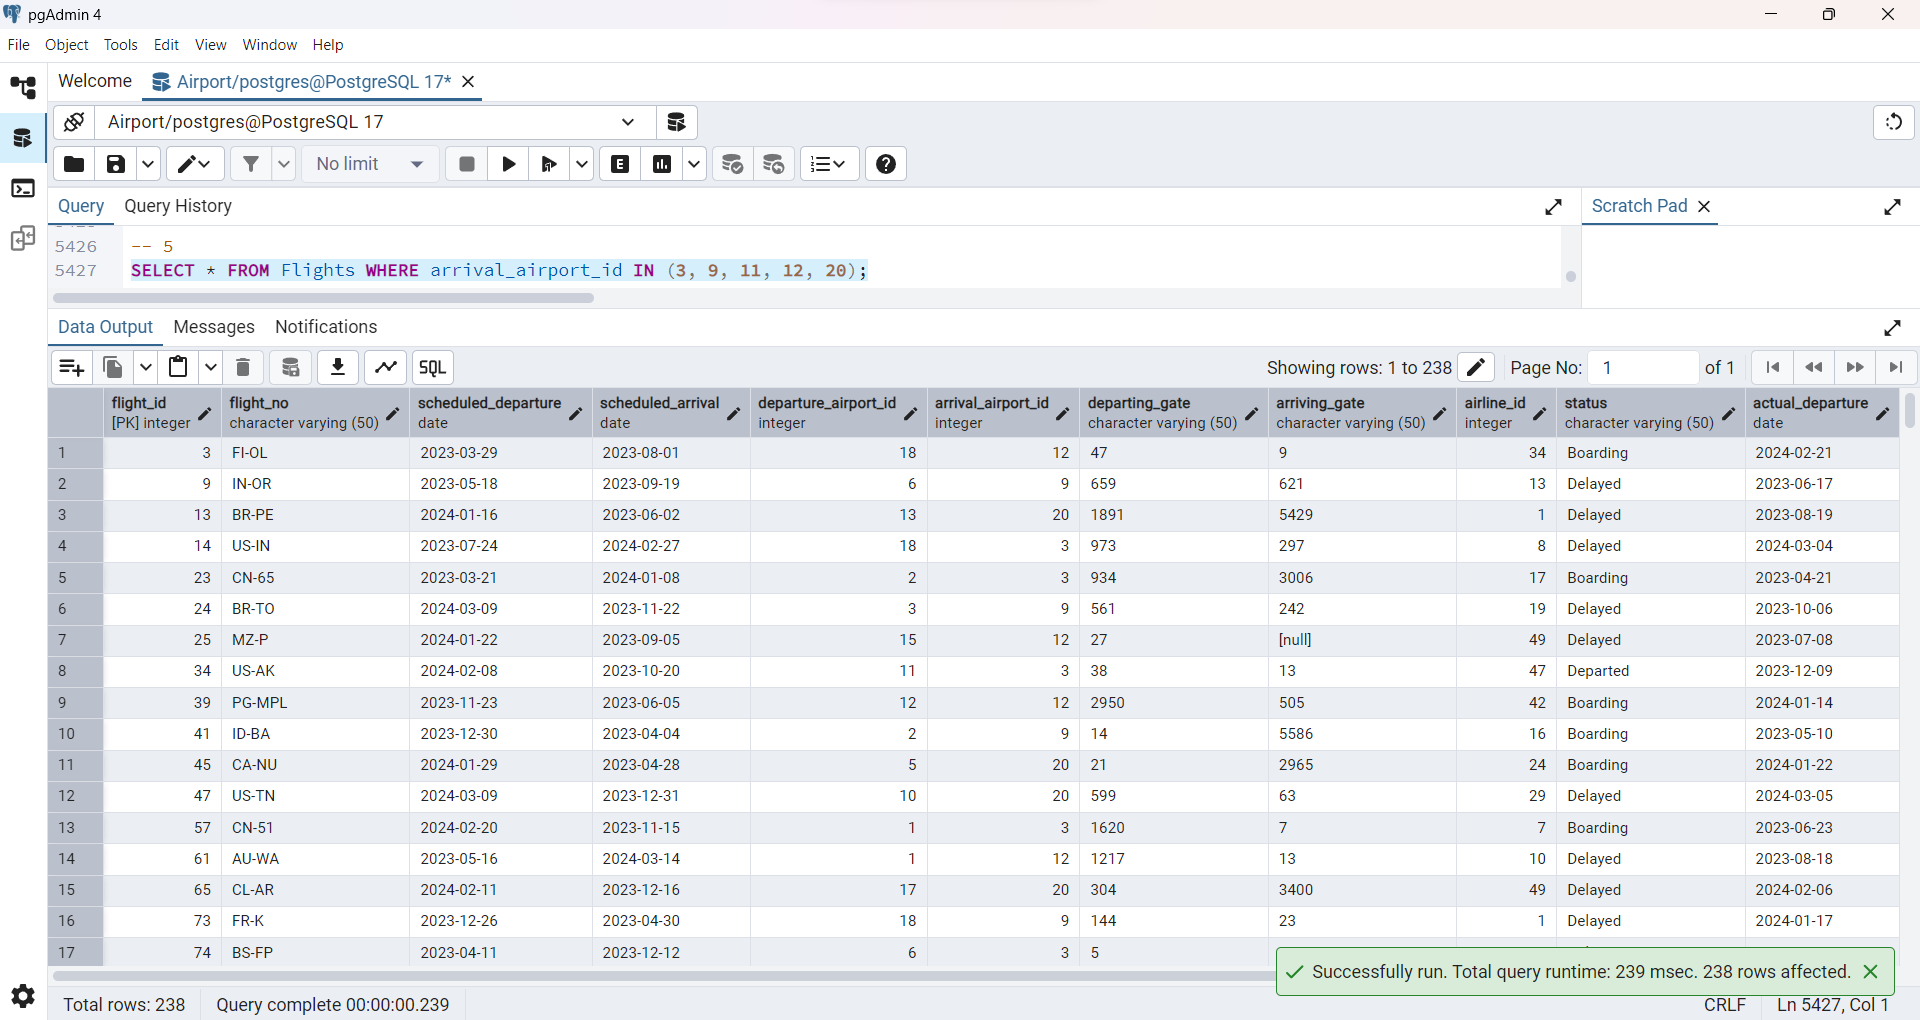 pgAdmin 4
File Object Tools Edit View Window Help
Welcome Airport/postgres@PostgreSQL 17*
Airport/postgres@PostgreSQL 17
No limit E
Query Query History Scratch Pad
5426 -- 5
5427 SELECT * FROM Flights WHERE arrival_airport_id IN (3, 9, 11, 12, 20);
Data Output Messages Notifications
SQL Showing rows: 1 to 238 Page No: 1 of 1
flight_id flight_no scheduled_departure scheduled_arrival departure_airport_id arrival_airport_id departing_gate arriving_gate airline_id status actual_departure
[PK] integer character varying (50) date date integer integer character varying (50) character varying (50) integer character varying (50) date
1 3 FI-OL 2023-03-29 2023-08-01 18 12 47 9 34 Boarding 2024-02-21
2 9 IN-OR 2023-05-18 2023-09-19 6 9 659 621 13 Delayed 2023-06-17
3 13 BR-PE 2024-01-16 2023-06-02 13 20 1891 5429 1 Delayed 2023-08-19
4 14 US-IN 2023-07-24 2024-02-27 18 3 973 297 8 Delayed 2024-03-04
5 23 CN-65 2023-03-21 2024-01-08 2 3 934 3006 17 Boarding 2023-04-21
6 24 BR-TO 2024-03-09 2023-11-22 3 9 561 242 19 Delayed 2023-10-06
7 25 MZ-P 2024-01-22 2023-09-05 15 12 27 [null] 49 Delayed 2023-07-08
8 34 US-AK 2024-02-08 2023-10-20 11 3 38 13 47 Departed 2023-12-09
9 39 PG-MPL 2023-11-23 2023-06-05 12 12 2950 505 42 Boarding 2024-01-14
10 41 ID-BA 2023-12-30 2023-04-04 2 9 14 5586 16 Boarding 2023-05-10
11 45 CA-NU 2024-01-29 2023-04-28 5 20 21 2965 24 Boarding 2024-01-22
12 47 US-TN 2024-03-09 2023-12-31 10 20 599 63 29 Delayed 2024-03-05
13 57 CN-51 2024-02-20 2023-11-15 1 3 1620 7 7 Boarding 2023-06-23
14 61 AU-WA 2023-05-16 2024-03-14 1 12 1217 13 10 Delayed 2023-08-18
15 65 CL-AR 2024-02-11 2023-12-16 17 20 304 3400 49 Delayed 2024-02-06
16 73 FR-K 2023-12-26 2023-04-30 18 9 144 23 1 Delayed 2024-01-17
17 74 BS-FP 2023-04-11 2023-12-12 6 3 5
Successfully run. Total query runtime: 239 msec. 238 rows affected.
Total rows: 238 Query complete 00:00:00.239 CRLF Ln 5427, Col 1